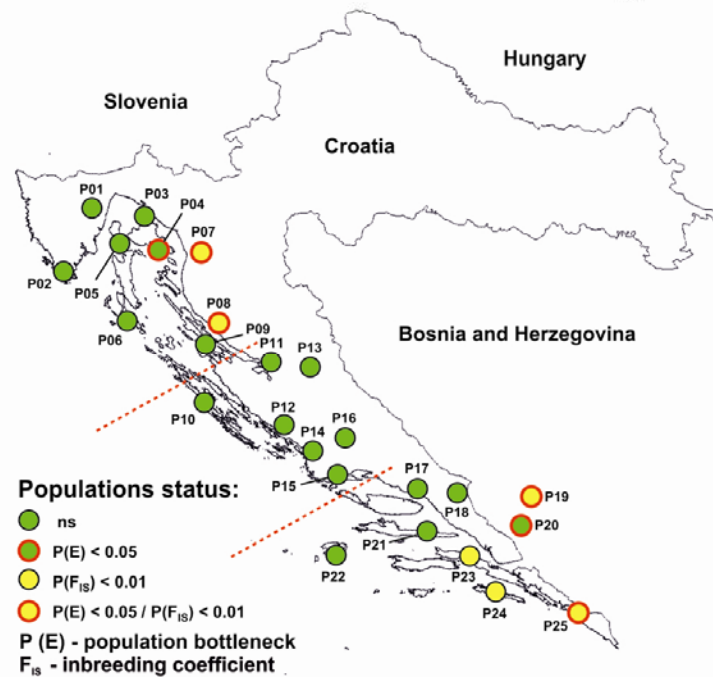 Hungary
Slovenia
Croatia
P01
P03
P04
P07
P02
P05
P08
P06
P09
Bosnia and Herzegovina
P11
P13
P10
P12
P16
P14
P15
P17
P18
P19
P20
P21
P22
P23
P24
P25
Populations status:
ns
P(E) < 0.05
P(FIS) < 0.01
P(E) < 0.05 / P(FIS) < 0.01
P (E) - population bottleneck
FIS - inbreeding coefficient